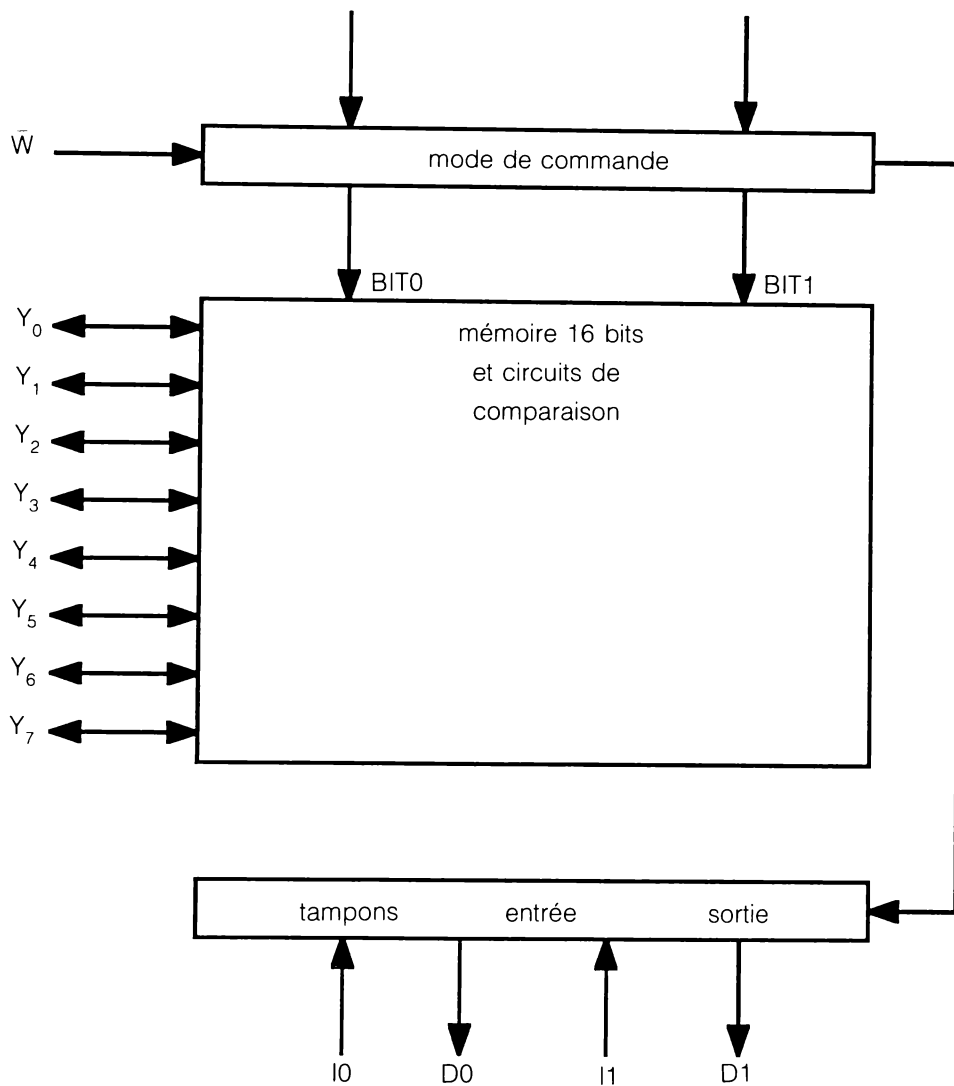 W̄
mode de commande
BIT0
BIT1
Y0
mémoire 16 bits
Y1
et circuits de
Y2
comparaison
Y3
Y4
Y5
Y6
Y7
tampons entrée sortie
I0 D0 I1 D1